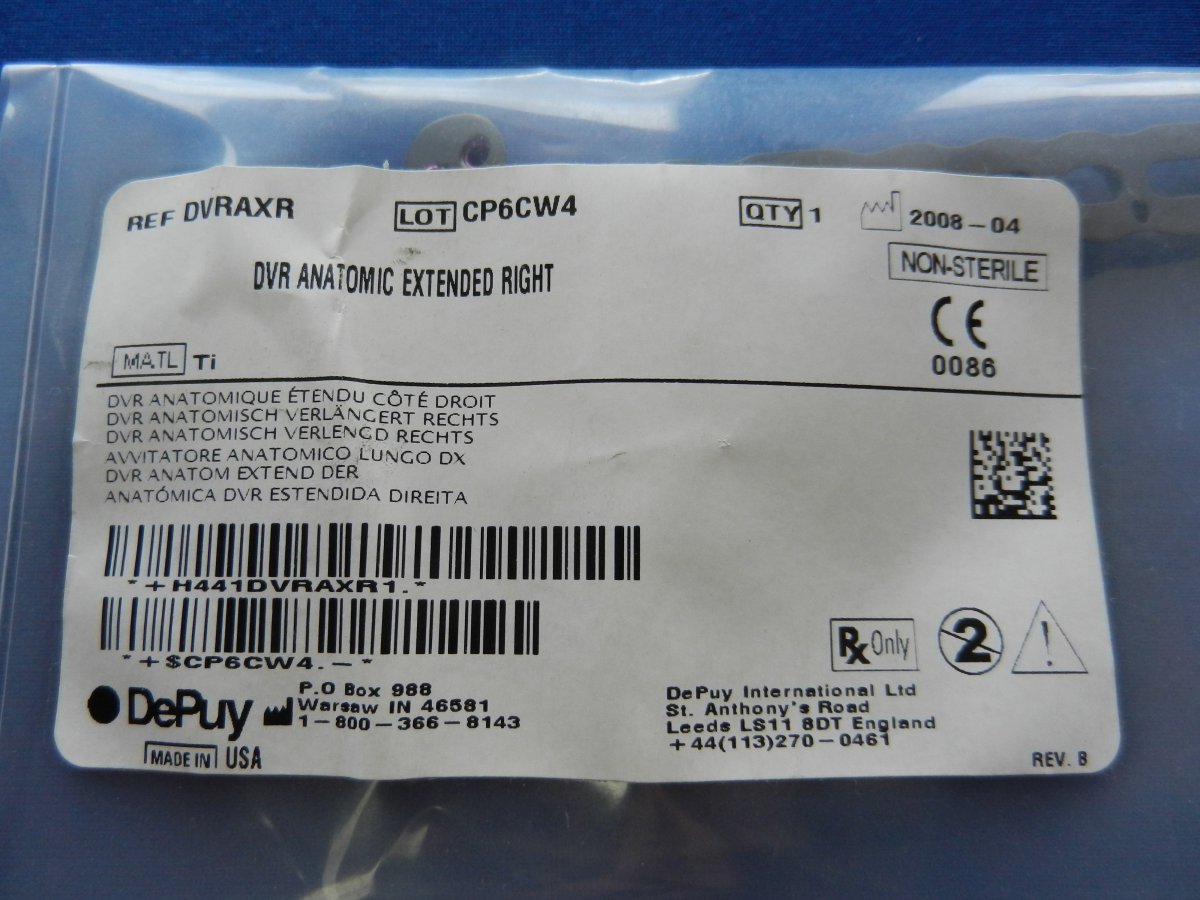 REF DVRAXR LOT CP6CW4 QTY 1 2008-04
DVR ANATOMIC EXTENDED RIGHT
NON-STERILE
CE
0086
MATL Ti
DVR ANATOMIQUE ÉTENDU CÔTÉ DROIT
DVR ANATOMISCH VERLÄNGERT RECHTS
DVR ANATOMISCH VERLENGD RECHTS
AVVITATORE ANATOMICO LUNGO DX
DVR ANATOM EXTEND DER
ANATÓMICA DVR ESTENDIDA DIREITA
*+H441DVRAXR1.*
*+$CP6CW4.-*
Rx Only 2 !
DePuy
P.O Box 988
Warsaw IN 46581
1-800-366-8143
MADE IN USA
DePuy International Ltd
St. Anthony's Road
Leeds LS11 8DT England
+44(113)270-0461
REV. B